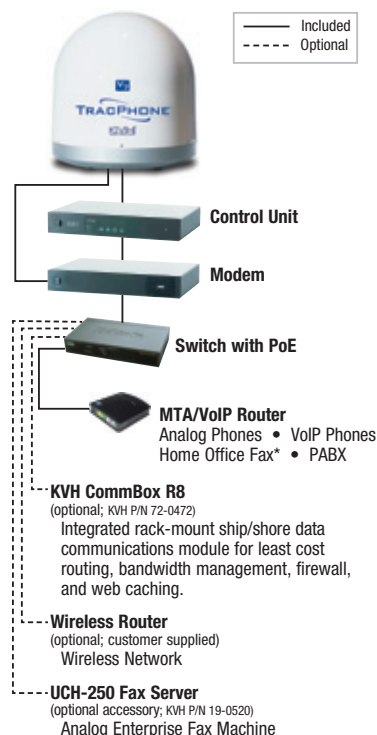 Included
Optional
V7
TRACPHONE
KVH
Control Unit
Modem
Switch with PoE
MTA/VoIP Router
Analog Phones • VoIP Phones
Home Office Fax* • PABX
KVH CommBox R8
(optional; KVH P/N 72-0472)
Integrated rack-mount ship/shore data
communications module for least cost
routing, bandwidth management, firewall,
and web caching.
Wireless Router
(optional; customer supplied)
Wireless Network
UCH-250 Fax Server
(optional accessory; KVH P/N 19-0520)
Analog Enterprise Fax Machine